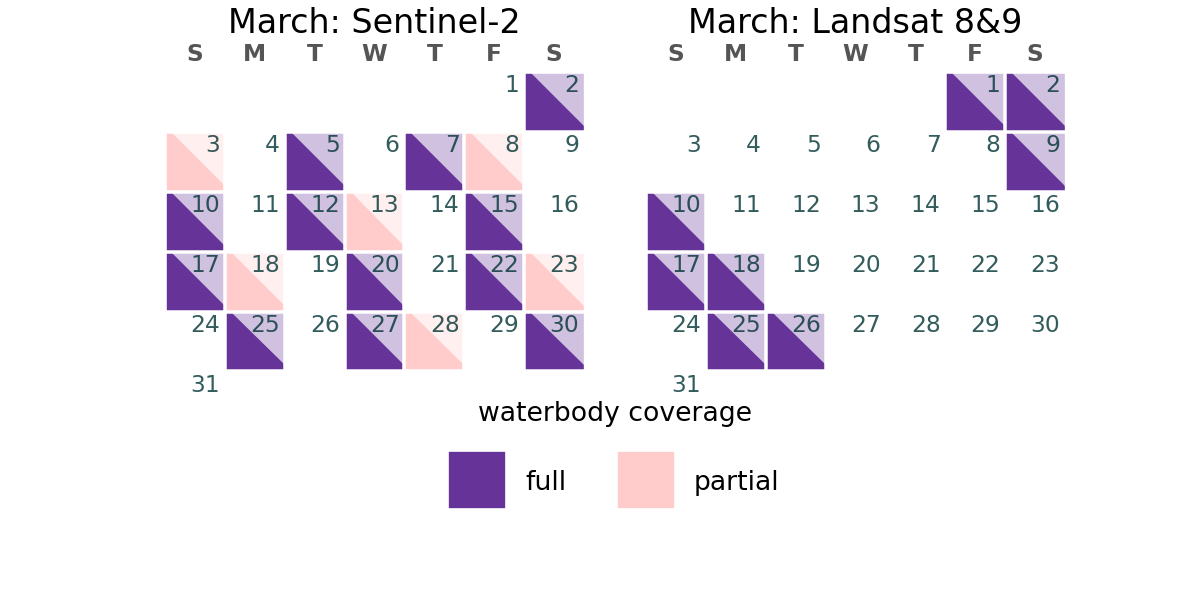 March: Sentinel-2
S M T W T F S
1 2
3 4 5 6 7 8 9
10 11 12 13 14 15 16
17 18 19 20 21 22 23
24 25 26 27 28 29 30
31
March: Landsat 8&9
S M T W T F S
1 2
3 4 5 6 7 8 9
10 11 12 13 14 15 16
17 18 19 20 21 22 23
24 25 26 27 28 29 30
31
waterbody coverage
full partial